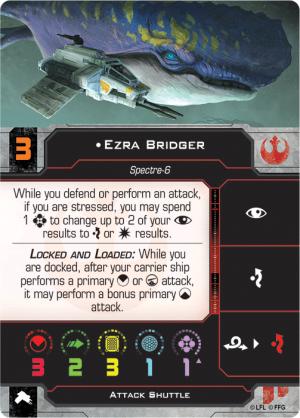 3
• Ezra Bridger
Spectre-6
While you defend or perform an attack,
if you are stressed, you may spend
1 to change up to 2 of your
results to or results.
Locked and Loaded: While you
are docked, after your carrier ship
performs a primary or attack,
it may perform a bonus primary
attack.
3 2 3 1 1
Attack Shuttle
© LFL © FFG